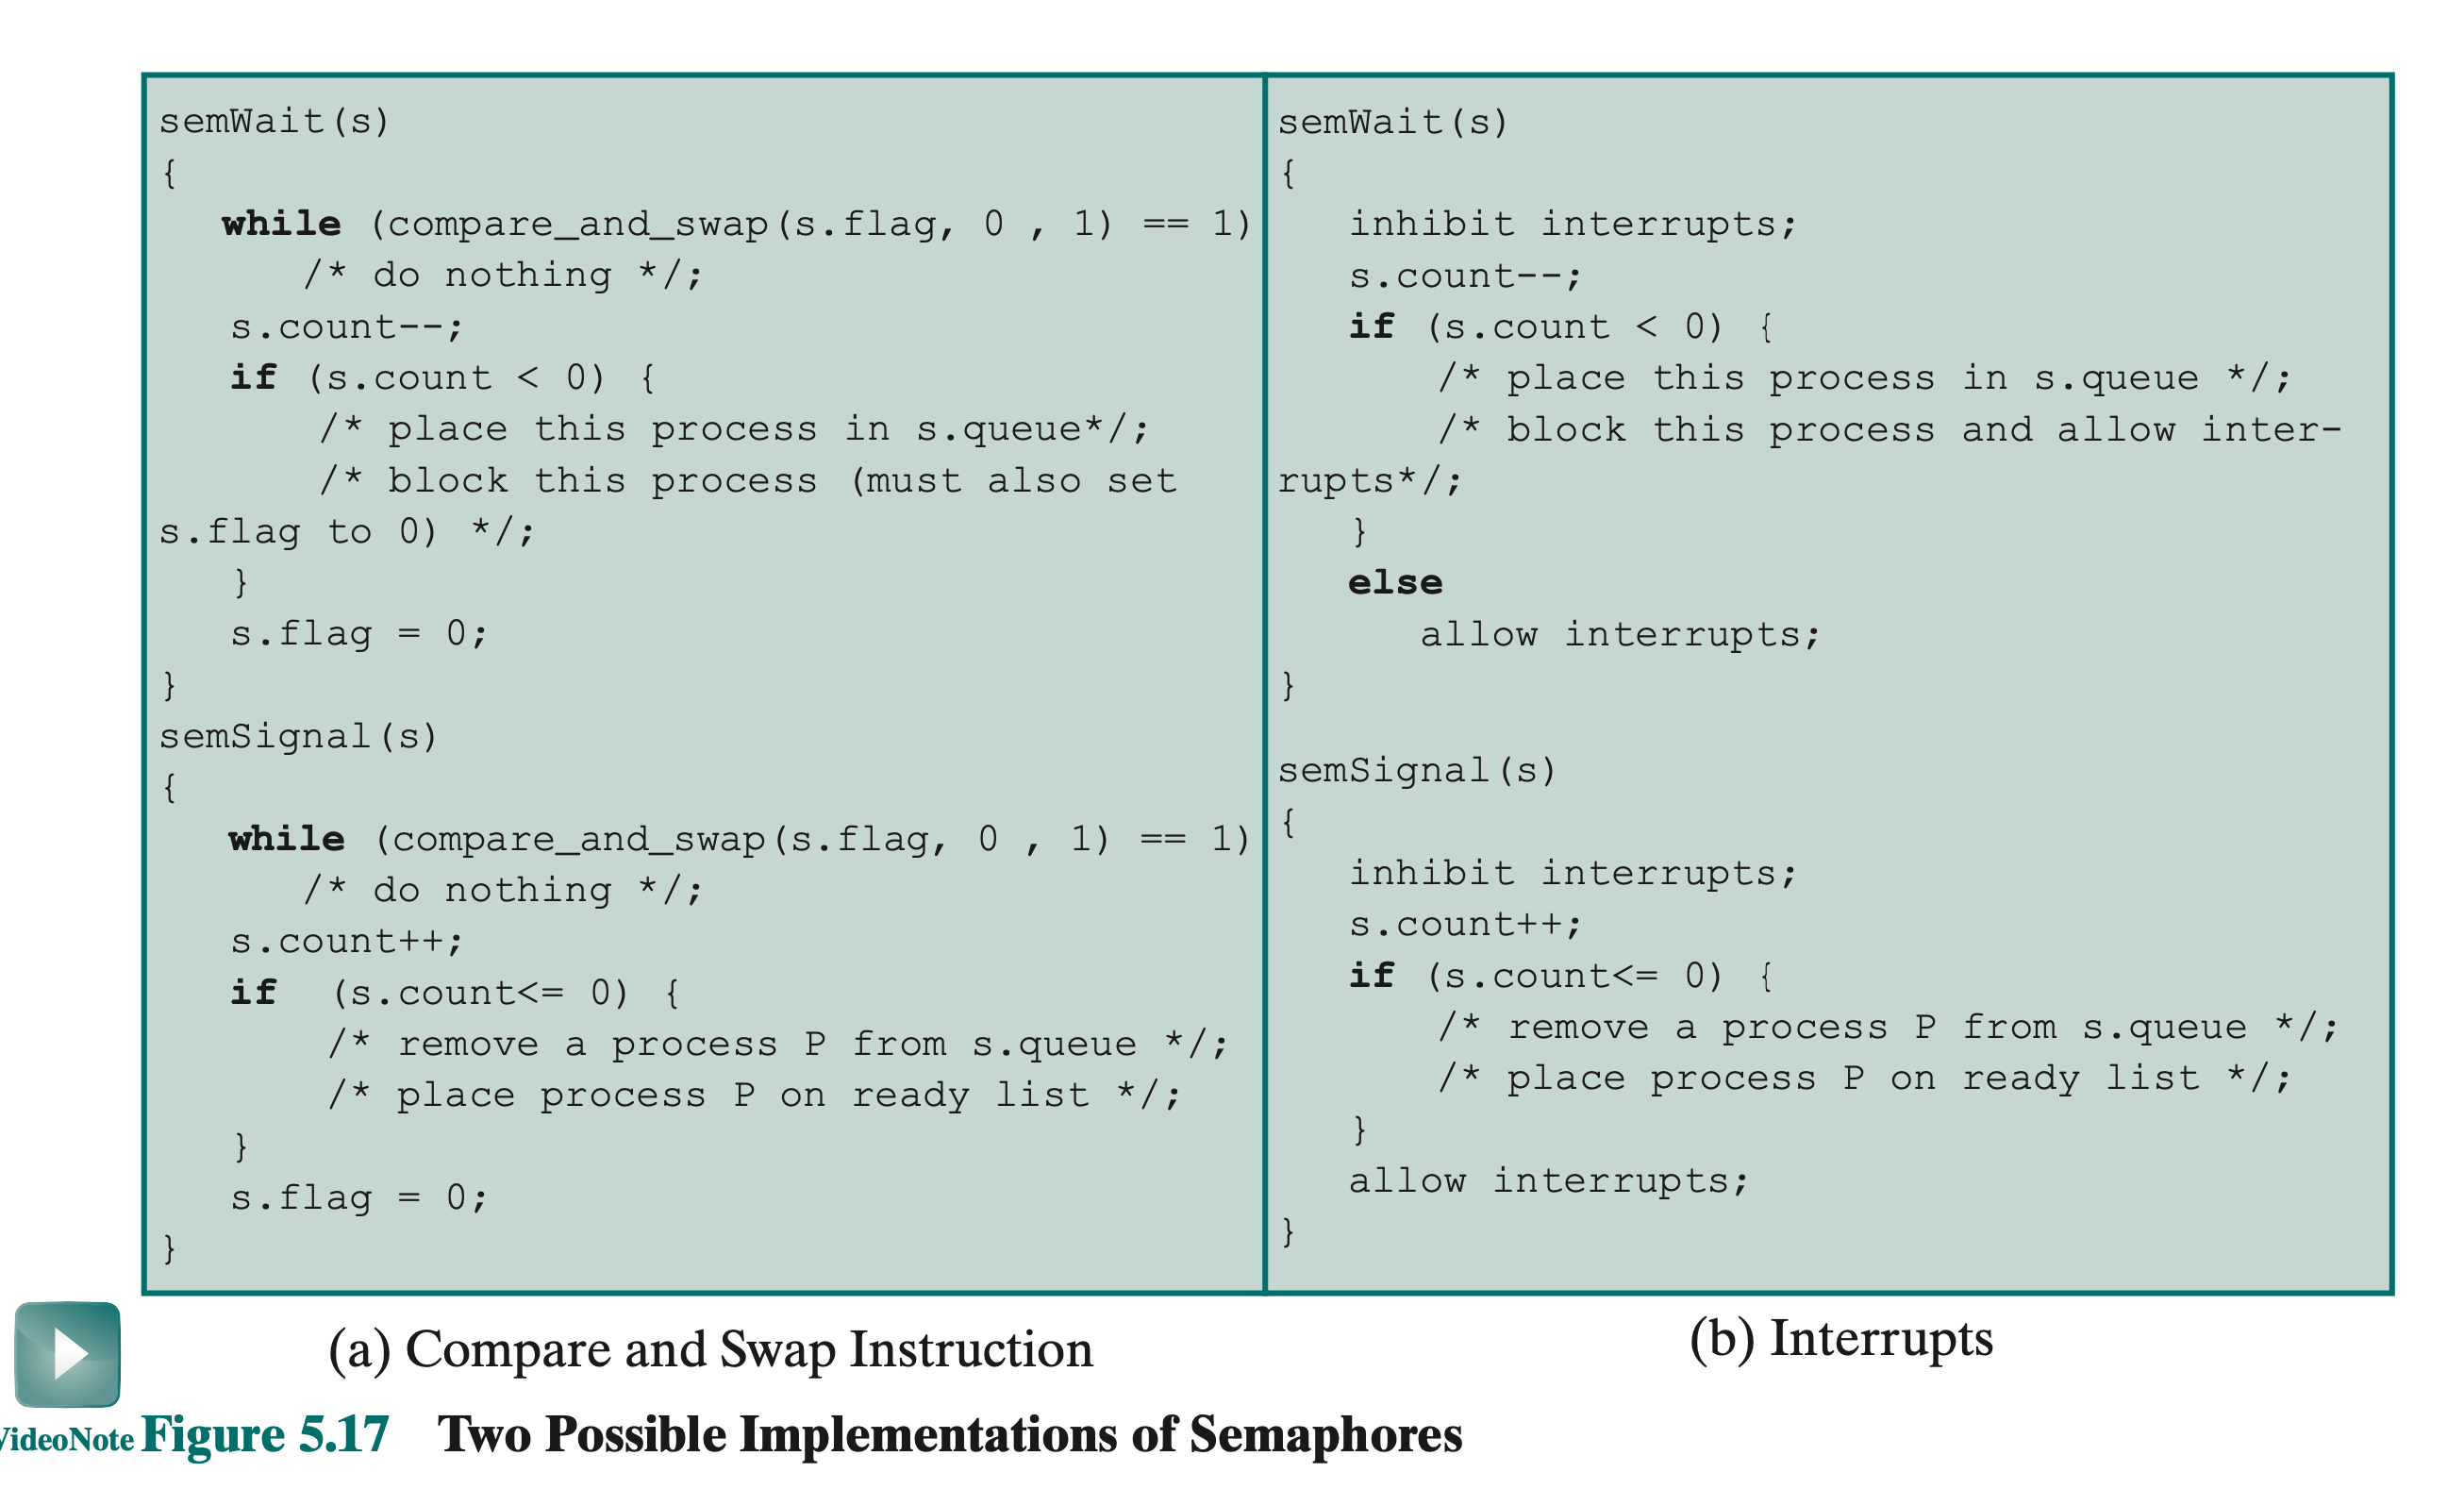 semWait(s)
{
while (compare_and_swap(s.flag, 0 , 1) == 1)
/* do nothing */;
s.count--;
if (s.count < 0) {
/* place this process in s.queue*/;
/* block this process (must also set
s.flag to 0) */;
}
s.flag = 0;
}
semSignal(s)
{
while (compare_and_swap(s.flag, 0 , 1) == 1)
/* do nothing */;
s.count++;
if (s.count<= 0) {
/* remove a process P from s.queue */;
/* place process P on ready list */;
}
s.flag = 0;
}
semWait(s)
{
inhibit interrupts;
s.count--;
if (s.count < 0) {
/* place this process in s.queue */;
/* block this process and allow inter-
rupts*/;
}
else
allow interrupts;
}
semSignal(s)
{
inhibit interrupts;
s.count++;
if (s.count<= 0) {
/* remove a process P from s.queue */;
/* place process P on ready list */;
}
allow interrupts;
}
(a) Compare and Swap Instruction
(b) Interrupts
VideoNote Figure 5.17 Two Possible Implementations of Semaphores